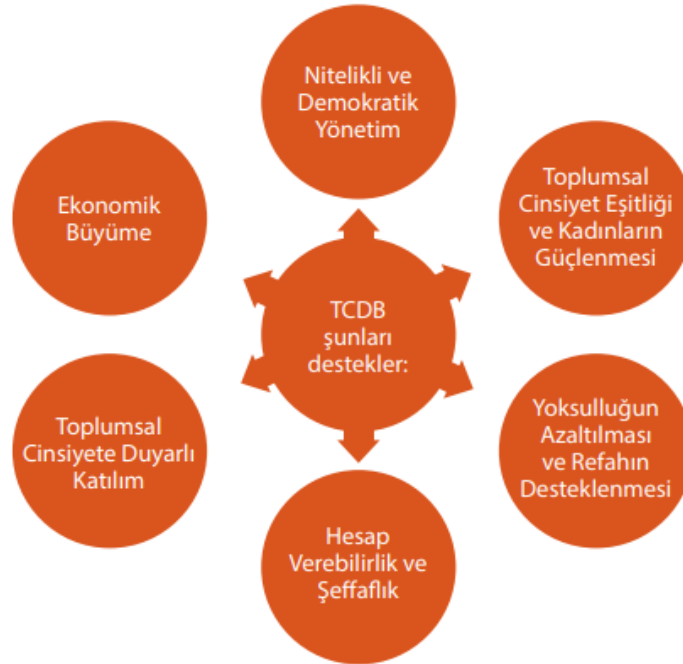 Nitelikli ve
Demokratik
Yönetim
Toplumsal
Cinsiyet Eşitliği
ve Kadınların
Güçlenmesi
Ekonomik
Büyüme
TCDB
şunları
destekler:
Yoksulluğun
Azaltılması
ve Refahın
Desteklenmesi
Toplumsal
Cinsiyete Duyarlı
Katılım
Hesap
Verebilirlik ve
Şeffaflık